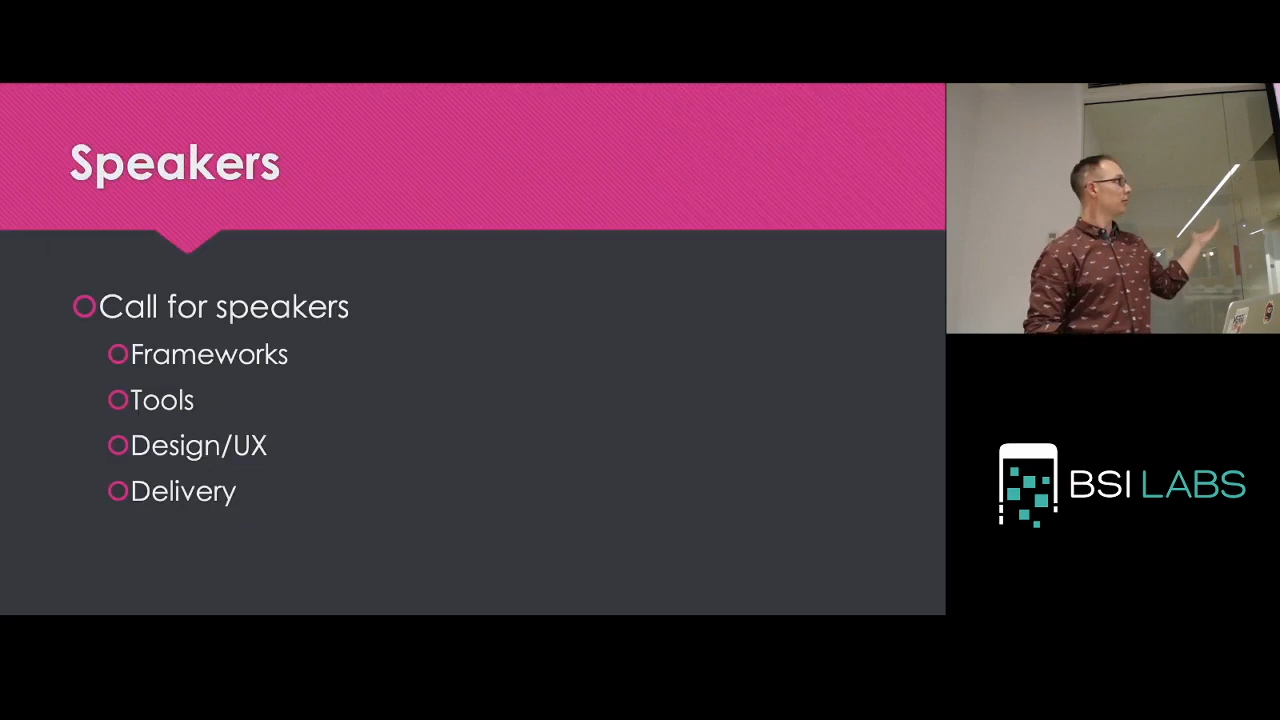 Speakers
Call for speakers
Frameworks
Tools
Design/UX
Delivery
BSI LABS